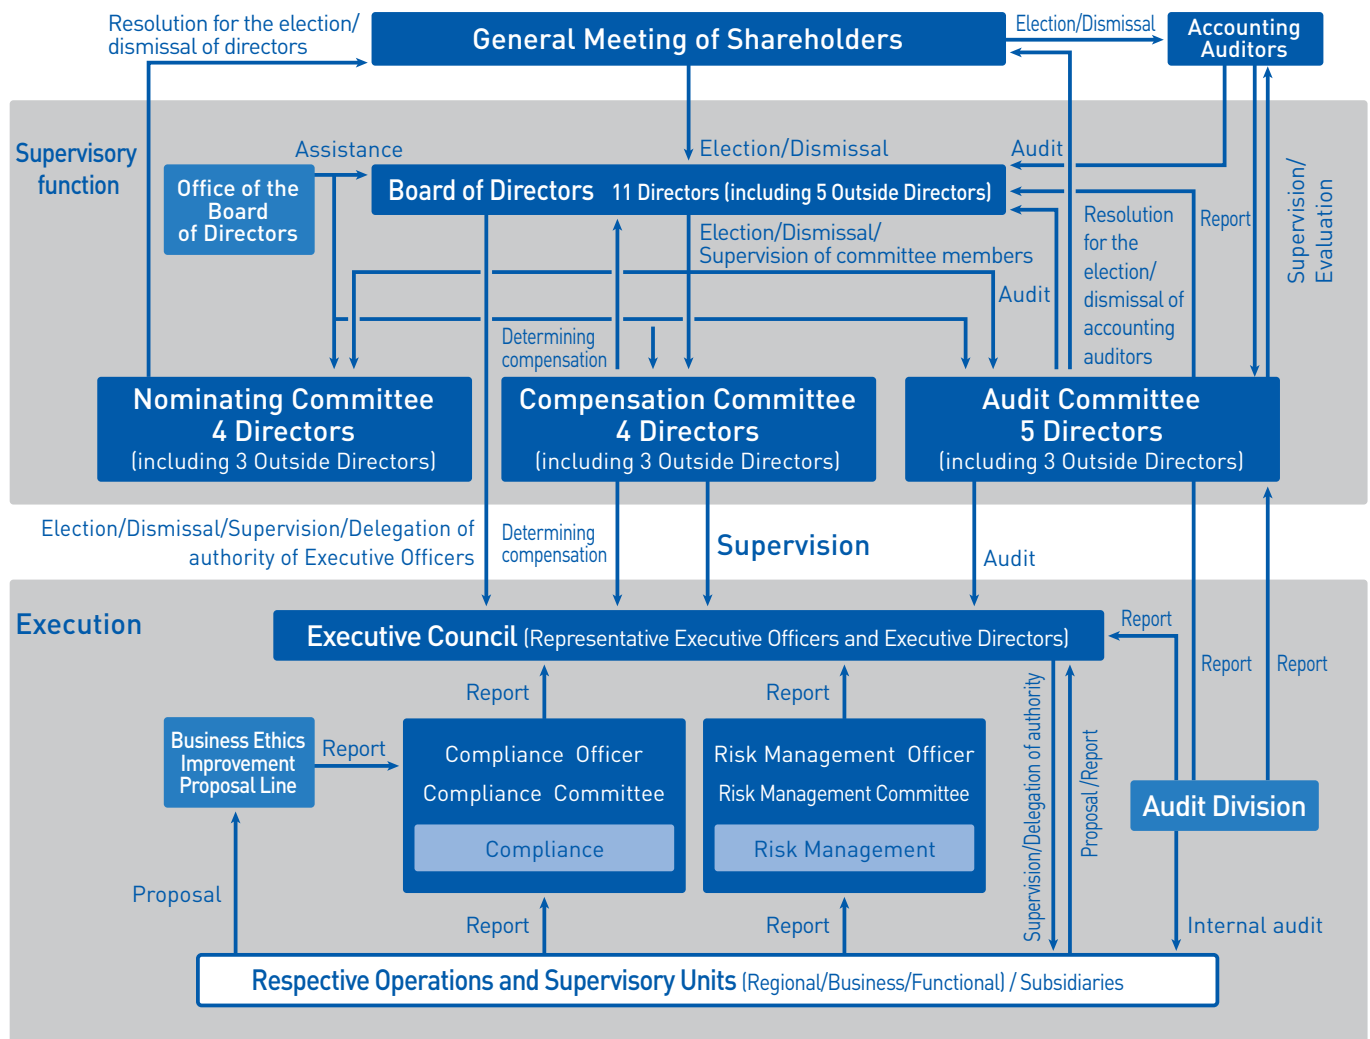 Resolution for the election/
dismissal of directors
General Meeting of Shareholders
Election/Dismissal
Accounting
Auditors
Supervisory
function
Assistance
Election/Dismissal
Audit
Office of the
Board
of Directors
Board of Directors 11 Directors (including 5 Outside Directors)
Election/Dismissal/
Supervision of committee members
Audit
Resolution
for the
election/
dismissal of
accounting
auditors
Report
Supervision/
Evaluation
Determining
compensation
Nominating Committee
4 Directors
(including 3 Outside Directors)
Compensation Committee
4 Directors
(including 3 Outside Directors)
Audit Committee
5 Directors
(including 3 Outside Directors)
Election/Dismissal/Supervision/Delegation of
authority of Executive Officers
Determining
compensation
Supervision
Audit
Execution
Executive Council (Representative Executive Officers and Executive Directors)
Report
Report
Report
Report
Report
Business Ethics
Improvement
Proposal Line
Report
Compliance Officer
Compliance Committee
Compliance
Risk Management Officer
Risk Management Committee
Risk Management
Supervision/Delegation of authority
Proposal /Report
Audit Division
Proposal
Report
Report
Internal audit
Respective Operations and Supervisory Units (Regional/Business/Functional) / Subsidiaries